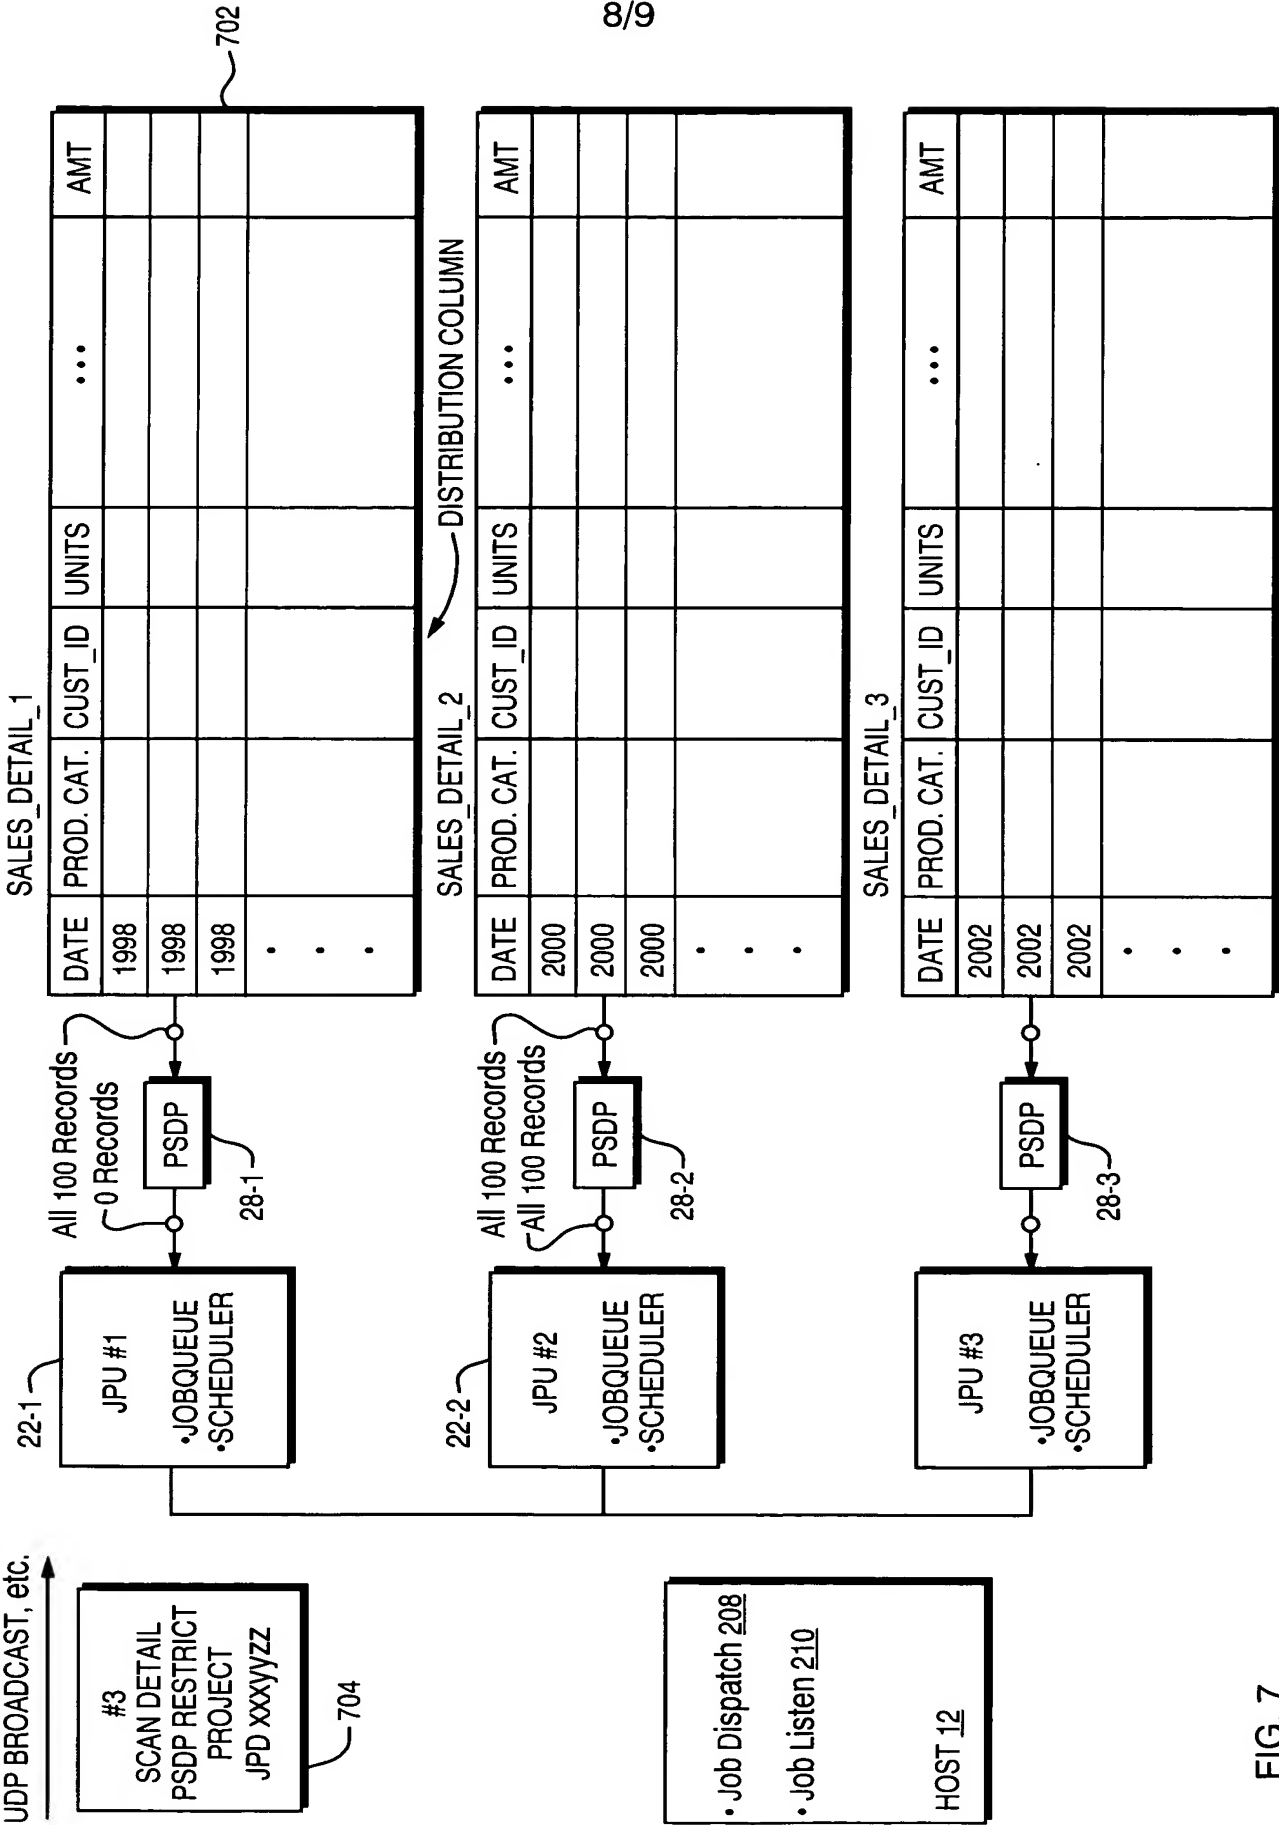 8/9
UDP BROADCAST, etc.
#3
SCAN DETAIL
PSDP RESTRICT
PROJECT
JPD xxxyyzz
704
• Job Dispatch 208
• Job Listen 210
HOST 12
22-1
JPU #1
•JOBQUEUE
•SCHEDULER
All 100 Records
0 Records
PSDP
28-1
SALES_DETAIL_1
DATE PROD. CAT. CUST_ID UNITS ... AMT
1998
1998
1998
702
DISTRIBUTION COLUMN
22-2
JPU #2
•JOBQUEUE
•SCHEDULER
All 100 Records
All 100 Records
PSDP
28-2
SALES_DETAIL_2
DATE PROD. CAT. CUST_ID UNITS ... AMT
2000
2000
2000
JPU #3
•JOBQUEUE
•SCHEDULER
PSDP
28-3
SALES_DETAIL_3
DATE PROD. CAT. CUST_ID UNITS ... AMT
2002
2002
2002
FIG. 7